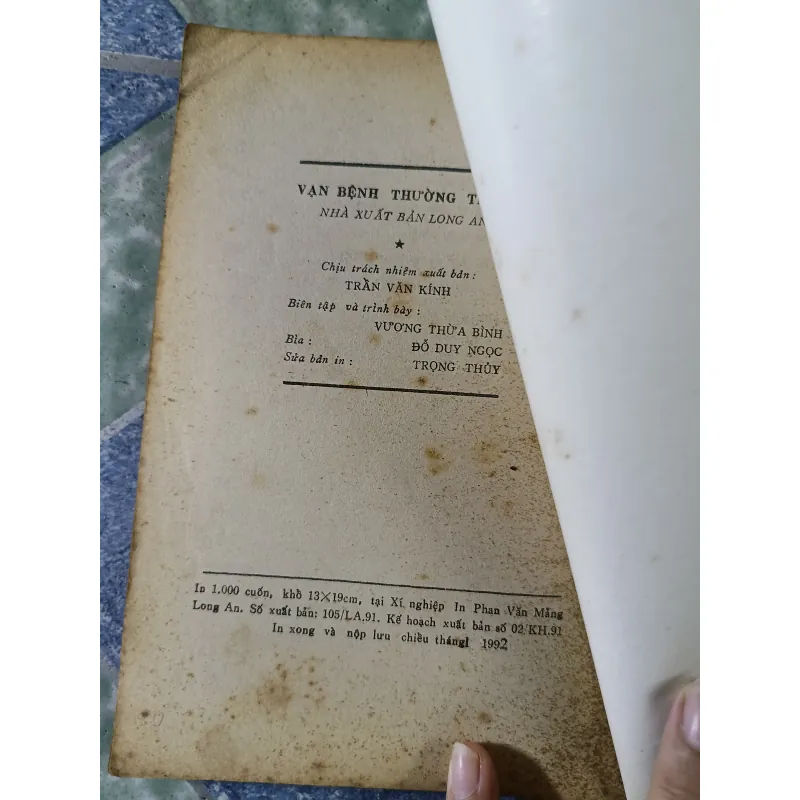 VẠN BỆNH THƯỜNG
NHÀ XUẤT BẢN LONG AN
★
Chịu trách nhiệm xuất bản :
TRẦN VĂN KÍNH
Biên tập và trình bày :
VƯƠNG THỪA BÌNH
Bìa : ĐỖ DUY NGỌC
Sửa bản in : TRỌNG THỦY
In 1.000 cuốn, khổ 13×19cm, tại Xí nghiệp In Phan Văn Mảng
Long An. Số xuất bản: 105/LA.91. Kế hoạch xuất bản số 02/KH.91
In xong và nộp lưu chiều tháng1 1992